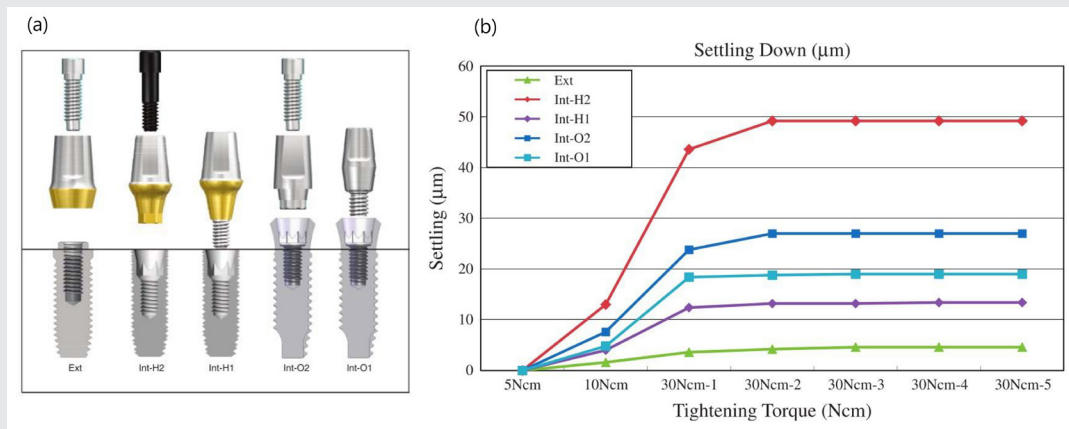 (a)
Ext
Int-H2
Int-H1
Int-O2
Int-O1
(b)
Settling Down (μm)
60
50
40
30
20
10
0
Settling (μm)
Ext
Int-H2
Int-H1
Int-O2
Int-O1
5Ncm
10Ncm
30Ncm-1
30Ncm-2
30Ncm-3
30Ncm-4
30Ncm-5
Tightening Torque (Ncm)